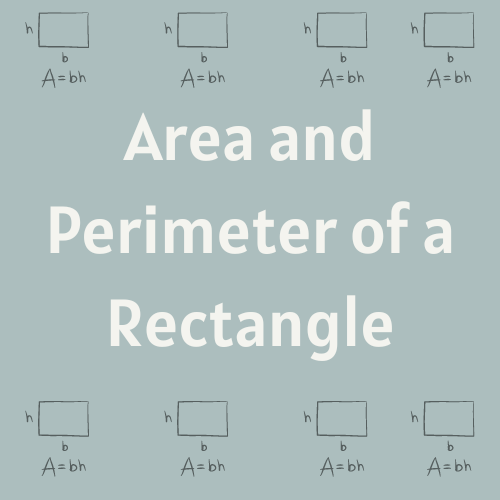 h h h h
b b b b
A=bh A=bh A=bh A=bh
Area and
Perimeter of a
Rectangle
h h h h
b b b b
A=bh A=bh A=bh A=bh